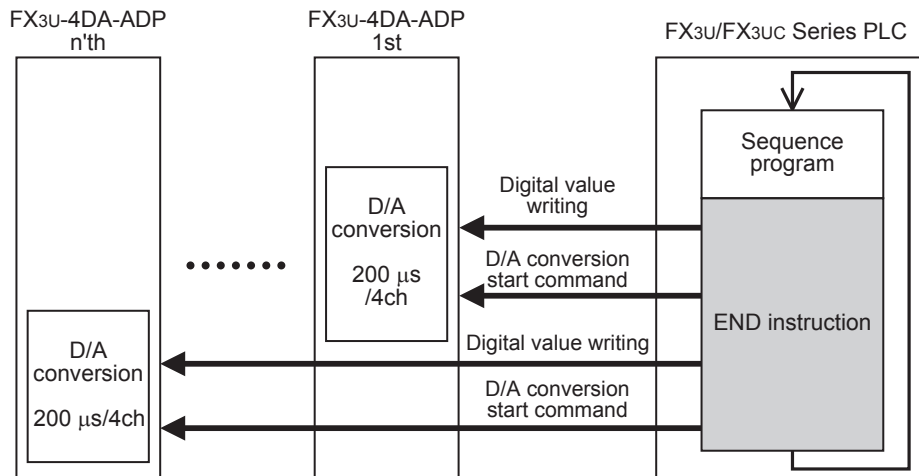 FX3U-4DA-ADP
n'th
FX3U-4DA-ADP
1st
FX3U/FX3UC Series PLC
Sequence
program
Digital value
writing
D/A
conversion
200 μs
/4ch
D/A conversion
start command
END instruction
Digital value writing
D/A
conversion
200 μs/4ch
D/A conversion
start command